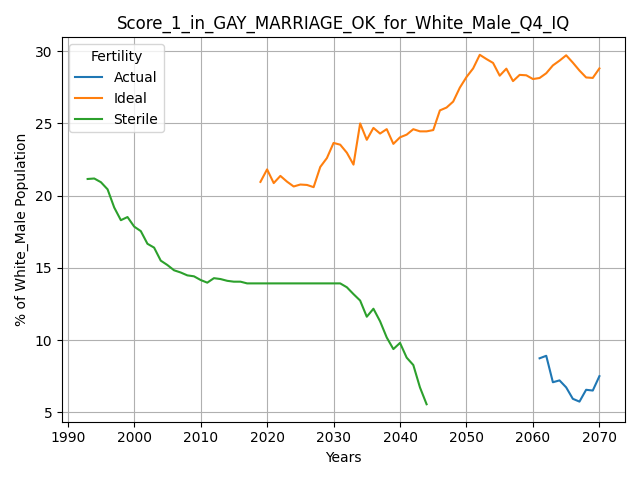 Score_1_in_GAY_MARRIAGE_OK_for_White_Male_Q4_IQ
Fertility
Actual
Ideal
Sterile
% of White_Male Population
30
25
20
15
10
5
1990 2000 2010 2020 2030 2040 2050 2060 2070
Years